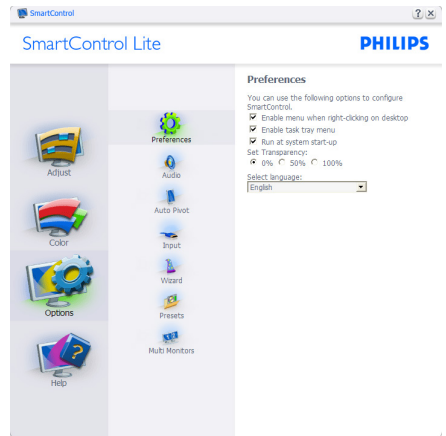 SmartControl
SmartControl Lite
PHILIPS
Adjust
Color
Options
Help
Preferences
Audio
Auto Pivot
Input
Wizard
Presets
Multi Monitors
Preferences
You can use the following options to configure
SmartControl.
Enable menu when right-clicking on desktop
Enable task tray menu
Run at system start-up
Set Transparency:
0% 50% 100%
Select language:
English